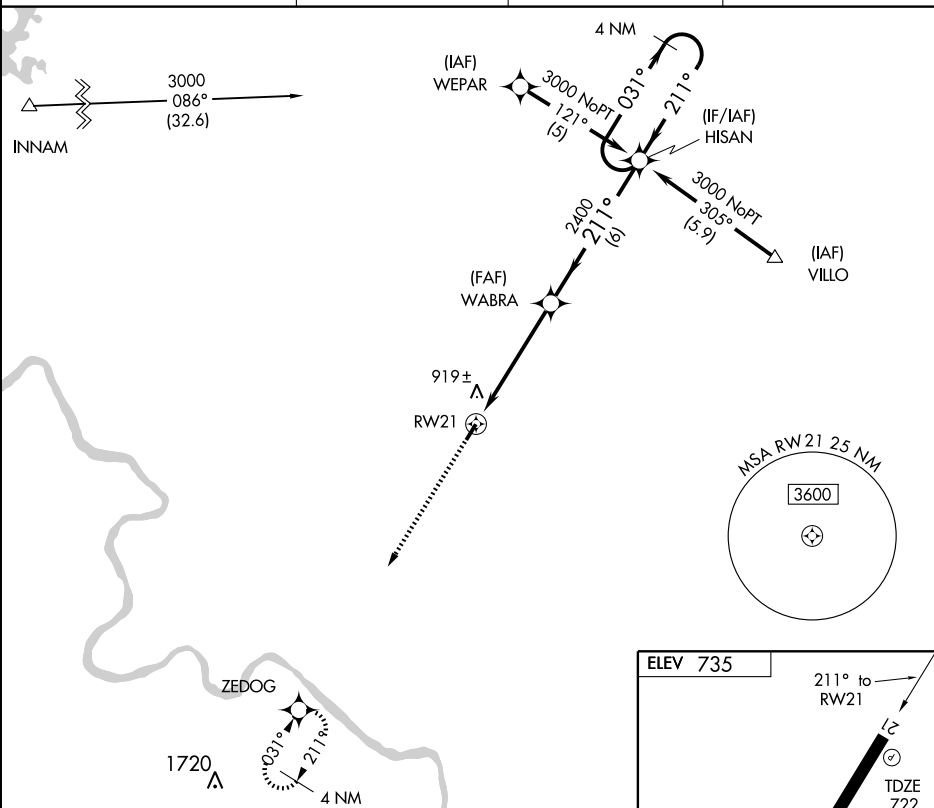 4 NM
(IAF)
WEPAR
3000 NoPT
121°
(5)
031°
211°
(IF/IAF)
HISAN
3000
086°
(32.6)
INNAM
3000 NoPT
305°
(5.9)
(IAF)
VILLO
2400
211°
(6)
(FAF)
WABRA
919±
RW21
MSA RW21 25 NM
3600
ELEV 735
211° to
RW21
21
P
TDZE
722
ZEDOG
031°
211°
1720
4 NM